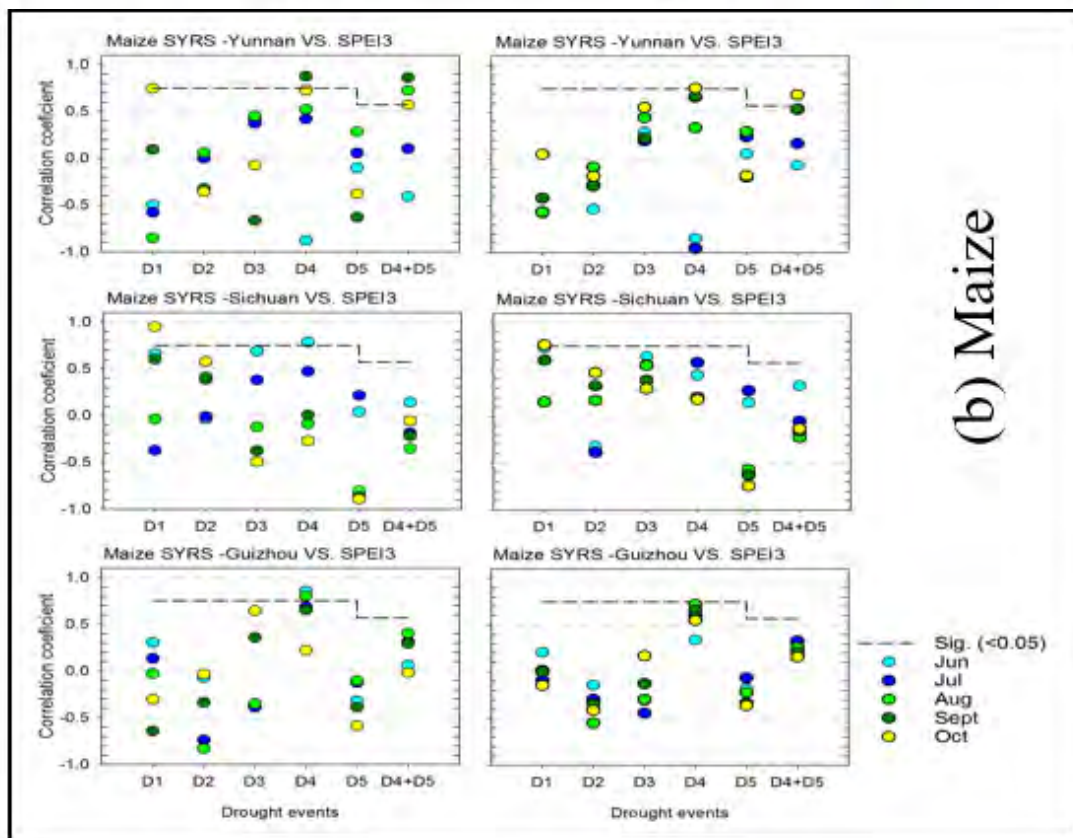 Maize SYRS -Yunnan VS. SPEI3
Maize SYRS -Yunnan VS. SPEI3
Correlation coefficient
1.0
0.5
0.0
-0.5
-1.0
D1 D2 D3 D4 D5 D4+D5
D1 D2 D3 D4 D5 D4+D5
Maize SYRS -Sichuan VS. SPEI3
Maize SYRS -Sichuan VS. SPEI3
Correlation coefficient
1.0
0.5
0.0
-0.5
-1.0
D1 D2 D3 D4 D5 D4+D5
D1 D2 D3 D4 D5 D4+D5
Maize SYRS -Guizhou VS. SPEI3
Maize SYRS -Guizhou VS. SPEI3
Correlation coefficient
1.0
0.5
0.0
-0.5
-1.0
D1 D2 D3 D4 D5 D4+D5
D1 D2 D3 D4 D5 D4+D5
Drought events
Drought events
(b) Maize
Sig. (<0.05)
Jun
Jul
Aug
Sept
Oct